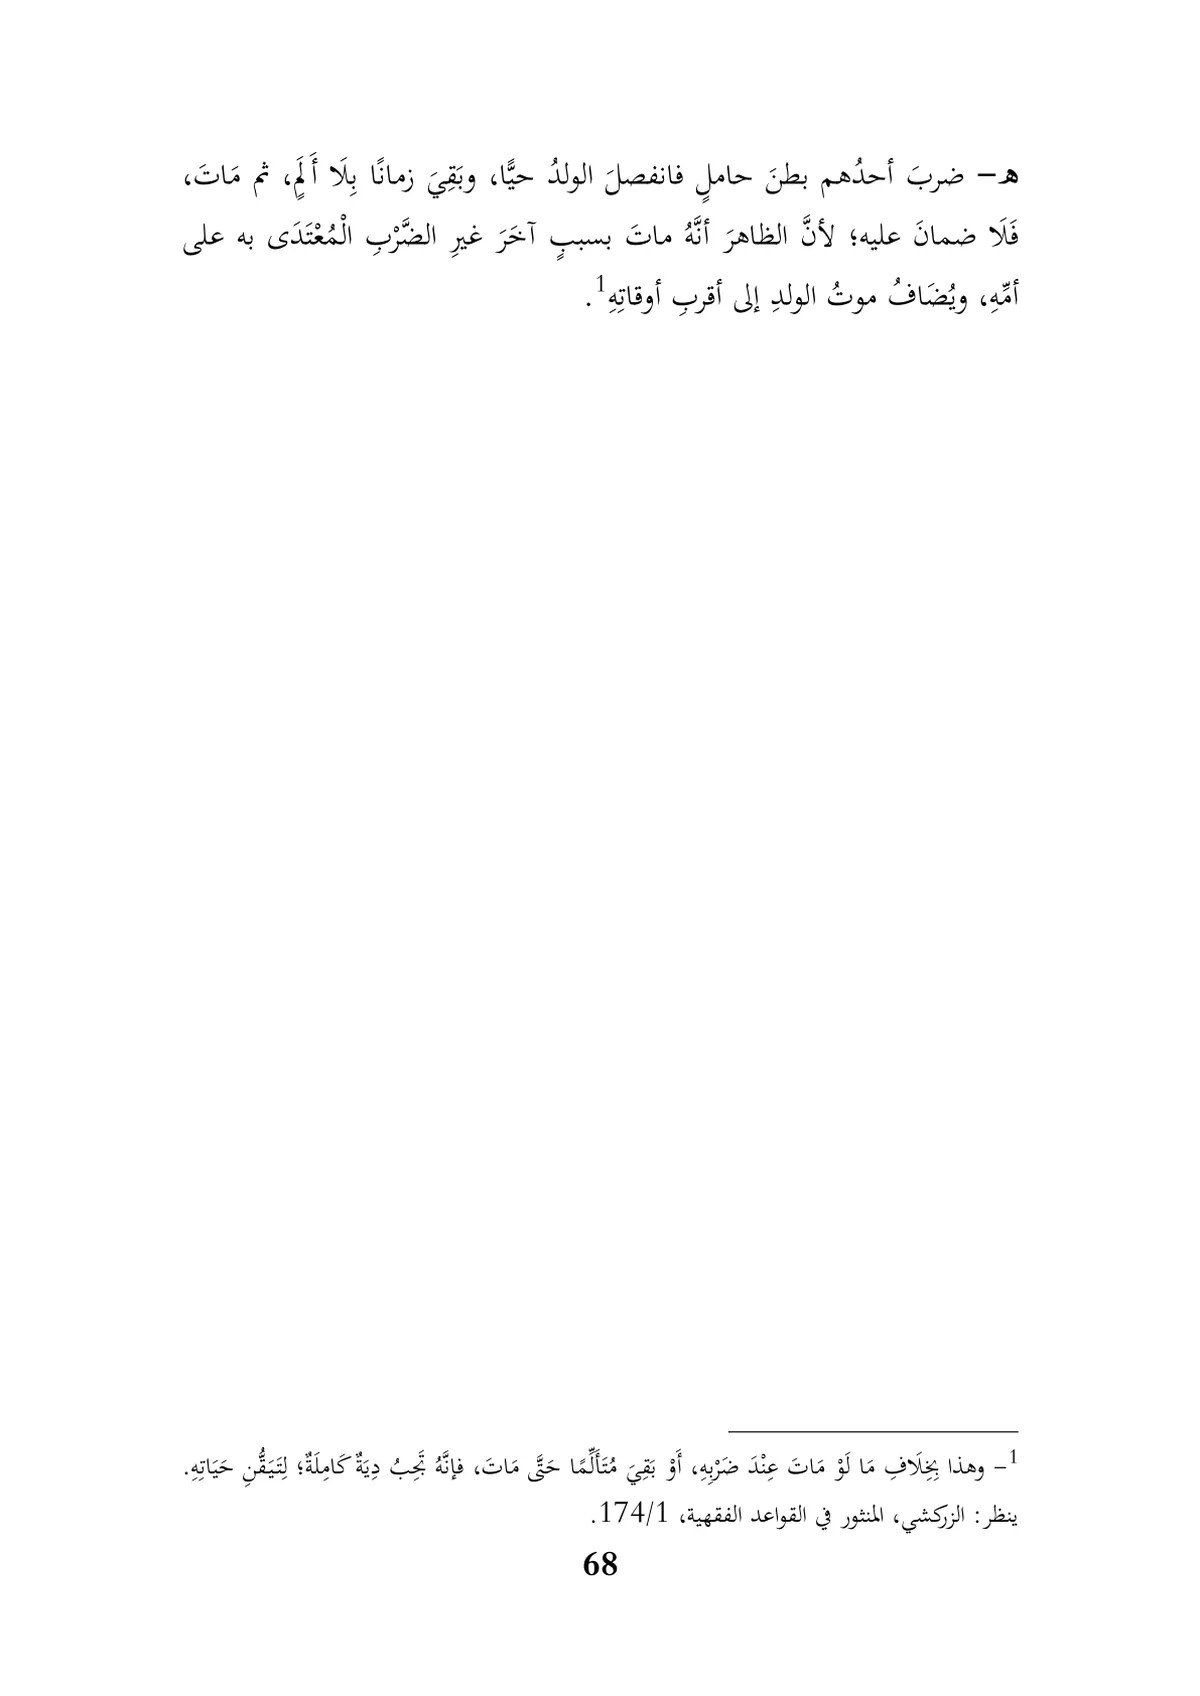 هـ– ضربَ أحدُهم بطنَ حاملٍ فانفصلَ الولدُ حيًّا، وبَقِيَ زمانًا بِلَا أَلَمٍ، ثم مَاتَ،
فَلَا ضمانَ عليه؛ لأنَّ الظاهرَ أنَّهُ ماتَ بسببٍ آخَرَ غيرِ الضَّرْبِ الْمُعْتَدَى به على
أمِّهِ، ويُضَافُ موتُ الولدِ إلى أقربِ أوقاتِهِ1.
1– وهذا بِخِلَافِ مَا لَوْ مَاتَ عِنْدَ ضَرْبِهِ، أَوْ بَقِيَ مُتَأَلِّمًا حَتَّى مَاتَ، فإنَّهُ تَجِبُ دِيَةٌ كَامِلَةٌ؛ لِتَيَقُّنِ حَيَاتِهِ.
ينظر: الزركشي، المنثور في القواعد الفقهية، 174/1.
68